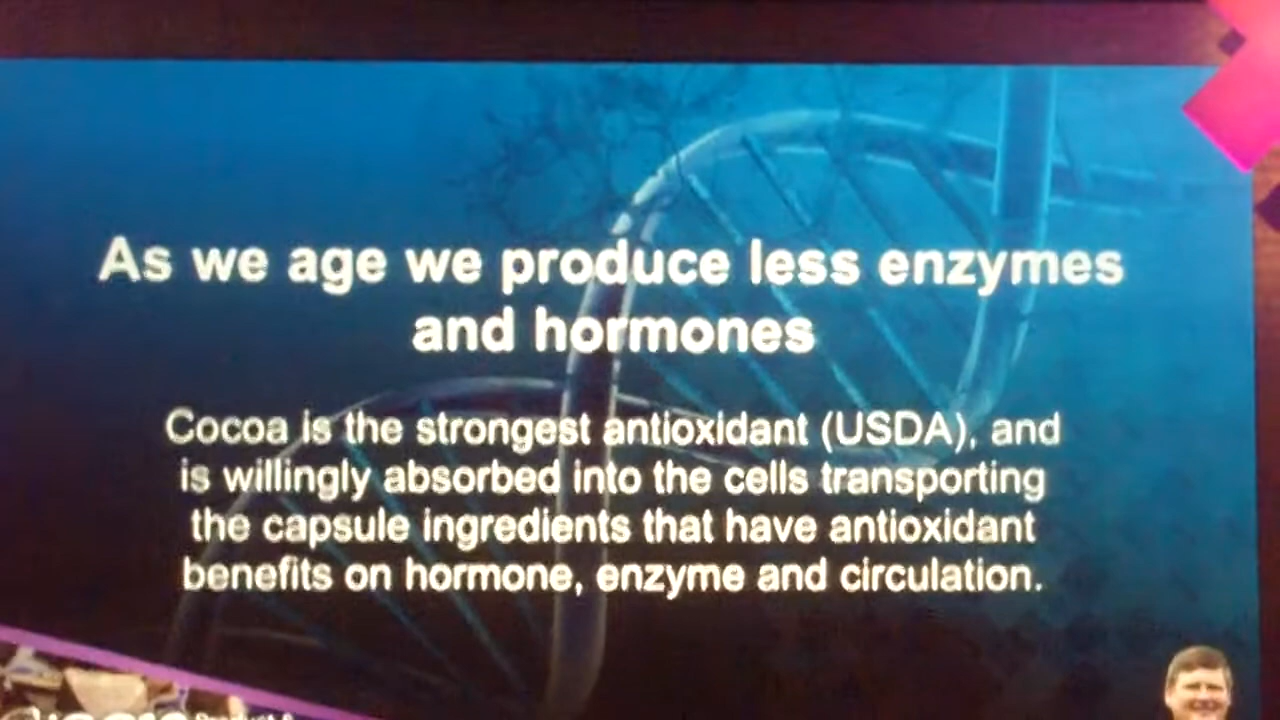 As we age we produce less enzymes
and hormones
Cocoa is the strongest antioxidant (USDA), and
is willingly absorbed into the cells transporting
the capsule ingredients that have antioxidant
benefits on hormone, enzyme and circulation.